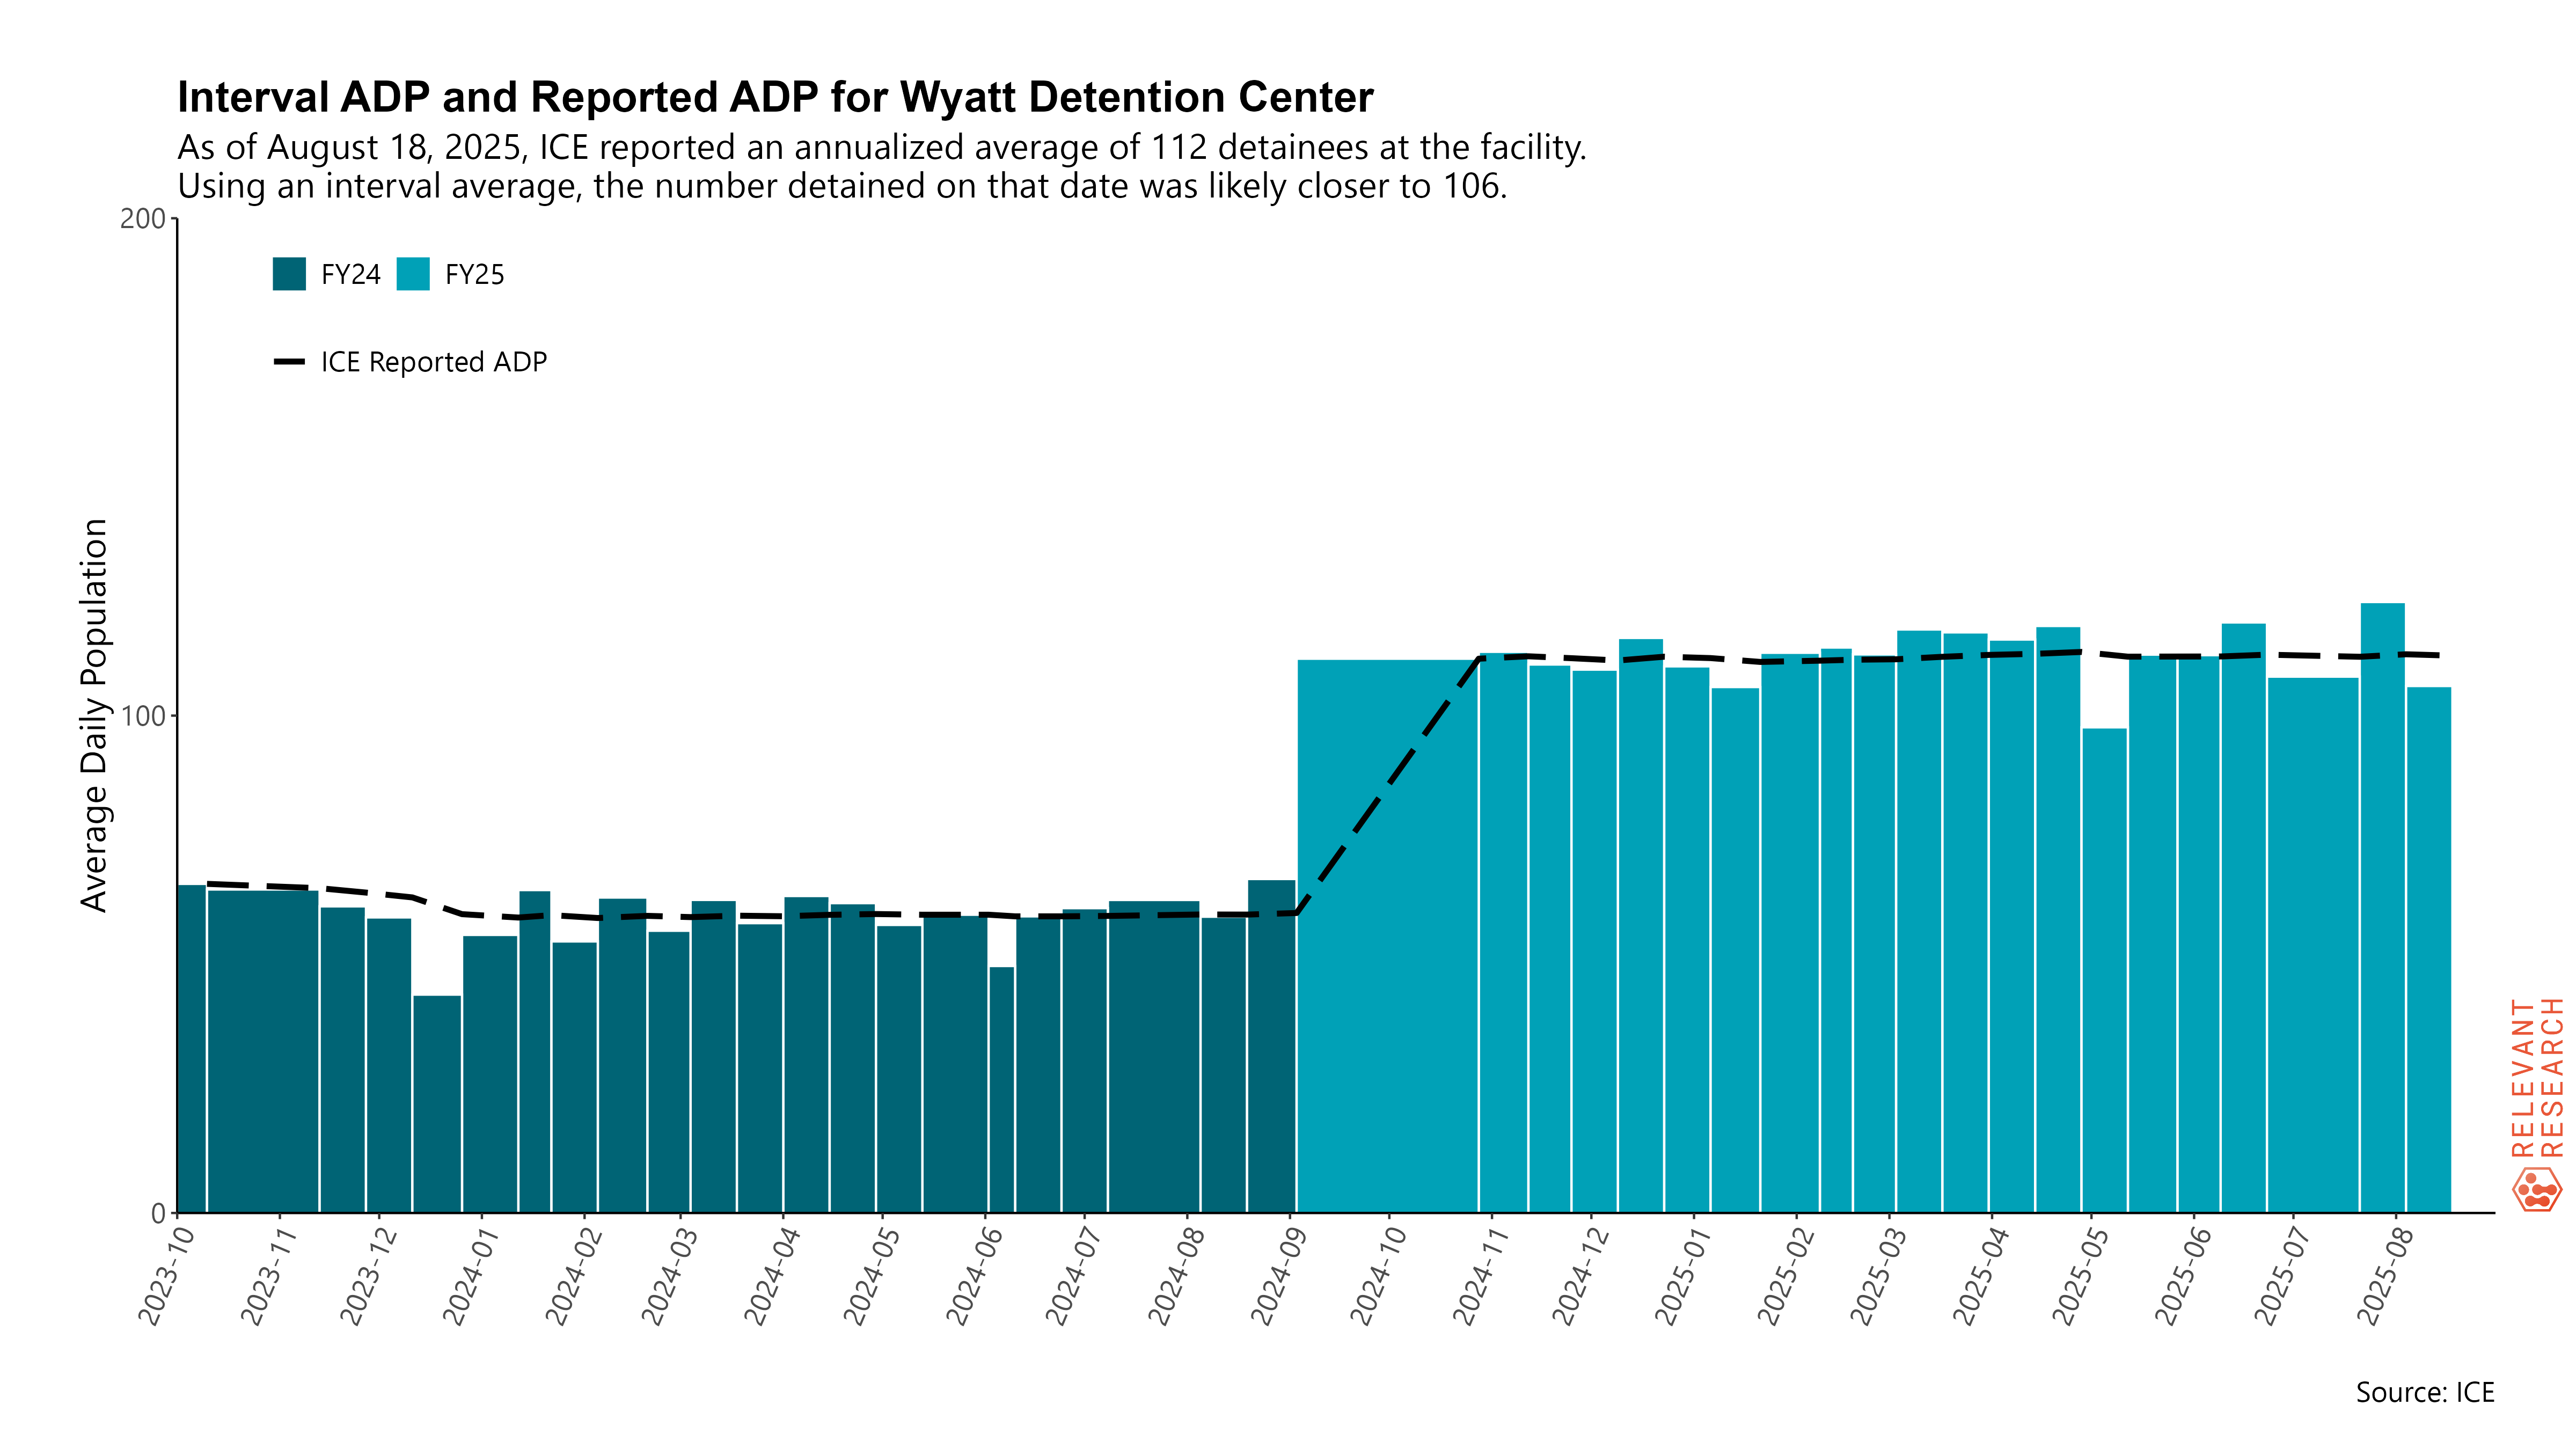 Interval ADP and Reported ADP for Wyatt Detention Center
As of August 18, 2025, ICE reported an annualized average of 112 detainees at the facility.
Using an interval average, the number detained on that date was likely closer to 106.
200
FY24
FY25
ICE Reported ADP
Average Daily Population
100
0
2023-10
2023-11
2023-12
2024-01
2024-02
2024-03
2024-04
2024-05
2024-06
2024-07
2024-08
2024-09
2024-10
2024-11
2024-12
2025-01
2025-02
2025-03
2025-04
2025-05
2025-06
2025-07
2025-08
RELEVANT
RESEARCH
Source: ICE